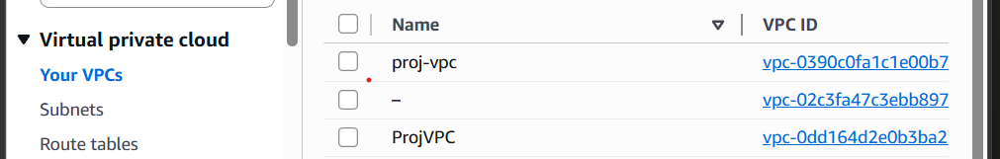 Virtual private cloud
Your VPCs
Subnets
Route tables
Name VPC ID
proj-vpc vpc-0390c0fa1c1e00b7
– vpc-02c3fa47c3ebb897
ProjVPC vpc-0dd164d2e0b3ba2